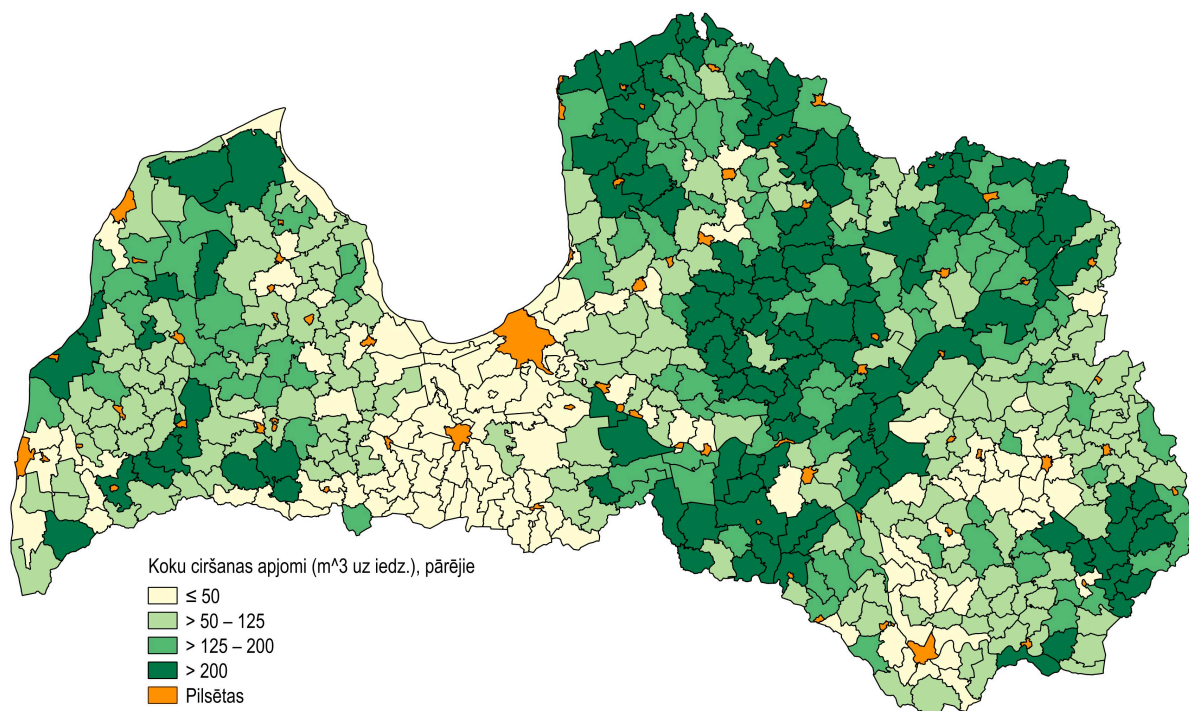 Koku ciršanas apjomi (m^3 uz iedz.), pārējie
≤ 50
> 50 – 125
> 125 – 200
> 200
Pilsētas